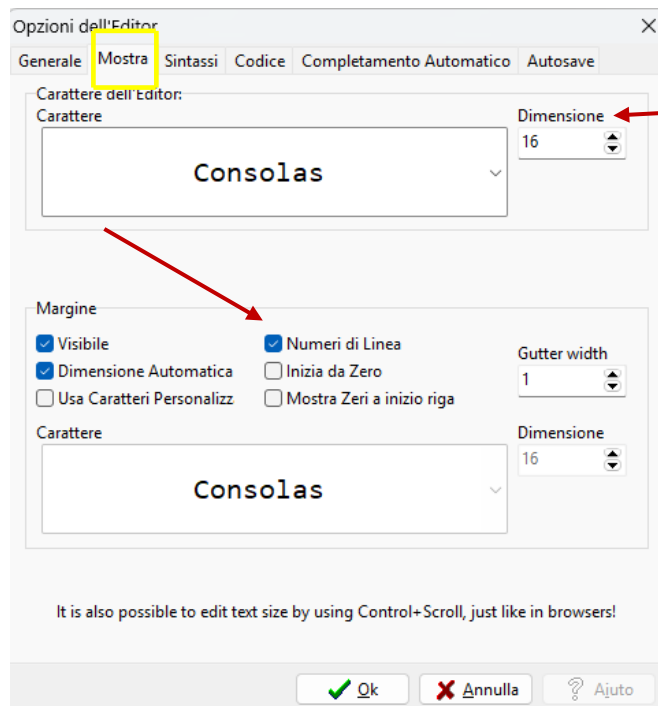 Opzioni dell'Editor
Generale Mostra Sintassi Codice Completamento Automatico Autosave
Carattere dell'Editor:
Carattere Dimensione
Consolas 16
Margine
Visibile Numeri di Linea Gutter width
Dimensione Automatica Inizia da Zero 1
Usa Caratteri Personalizz Mostra Zeri a inizio riga
Carattere Dimensione
Consolas 16
It is also possible to edit text size by using Control+Scroll, just like in browsers!
Ok Annulla Aiuto